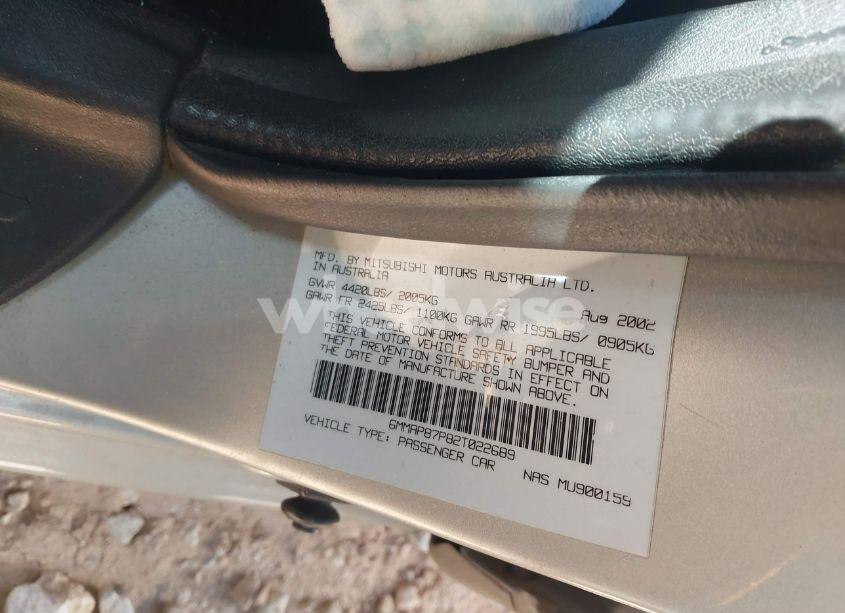 MFD. BY MITSUBISHI MOTORS AUSTRALIA LTD.
IN AUSTRALIA
Aug 2002
GVWR 4420LBS/ 2005KG
GAWR FR 2425LBS/ 1100KG GAWR RR 1995LBS/ 0905KG
THIS VEHICLE CONFORMS TO ALL APPLICABLE
FEDERAL MOTOR VEHICLE SAFETY BUMPER AND
THEFT PREVENTION STANDARDS IN EFFECT ON
THE DATE OF MANUFACTURE SHOWN ABOVE.
6MMAP87P82T022689
VEHICLE TYPE: PASSENGER CAR
NAS MU900159